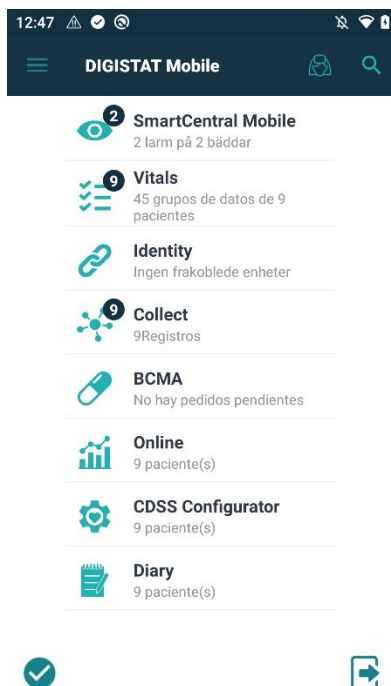 12:47
DIGISTAT Mobile
2
SmartCentral Mobile
2 larm på 2 bäddar
9
Vitals
45 grupos de datos de 9
pacientes
Identity
Ingen frakoblede enheter
9
Collect
9Registros
BCMA
No hay pedidos pendientes
Online
9 paciente(s)
CDSS Configurator
9 paciente(s)
Diary
9 paciente(s)